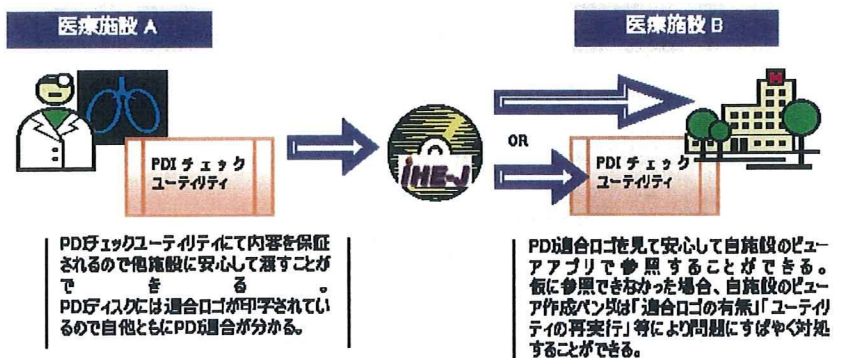 医療施設 A
医療施設 B
PDI チェック
ユーティリティ
IHE-J
OR
PDI チェック
ユーティリティ
H
PDIチェックユーティリティにて内容を保証
されるので他施設に安心して渡すことが
で き る 。
PDIディスクには適合ロゴが印字されてい
るので自他ともにPDI適合が分かる。
PDI適合ロゴを見て安心して自施設のビュー
アアプリで参照することができる。
仮に参照できなかった場合、自施設のビュー
ア作成ベンダは「適合ロゴの有無」「ユーティリ
ティの再実行」等により問題にすばやく対処
することができる。